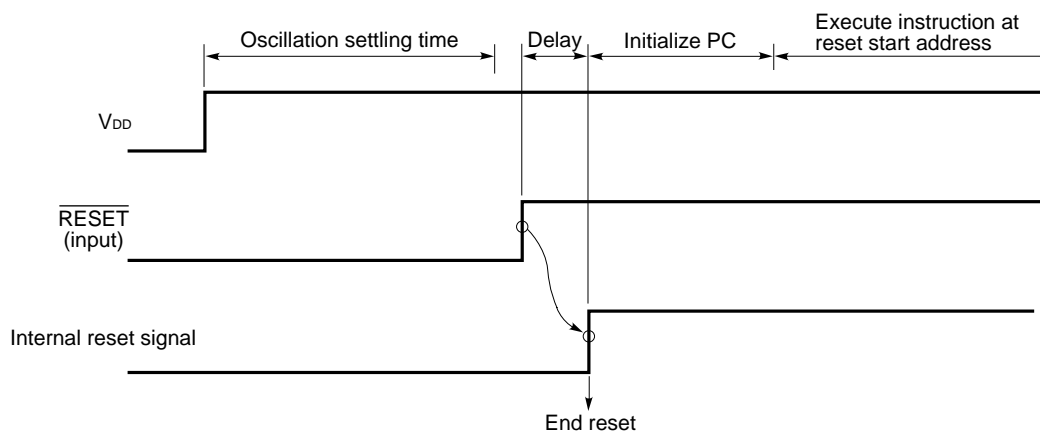 Oscillation settling time
Delay
Initialize PC
Execute instruction at
reset start address
VDD
RESET
(input)
Internal reset signal
End reset